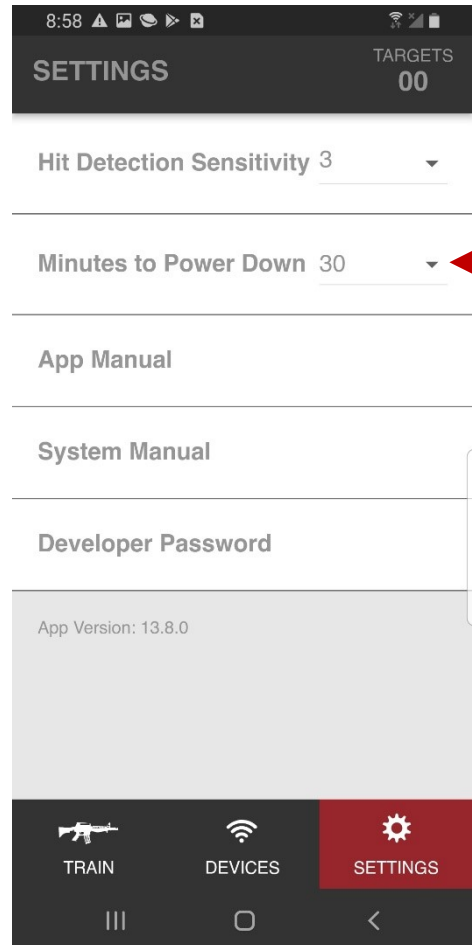 8:58
SETTINGS
TARGETS
00
Hit Detection Sensitivity 3
Minutes to Power Down 30
App Manual
System Manual
Developer Password
App Version: 13.8.0
TRAIN DEVICES SETTINGS